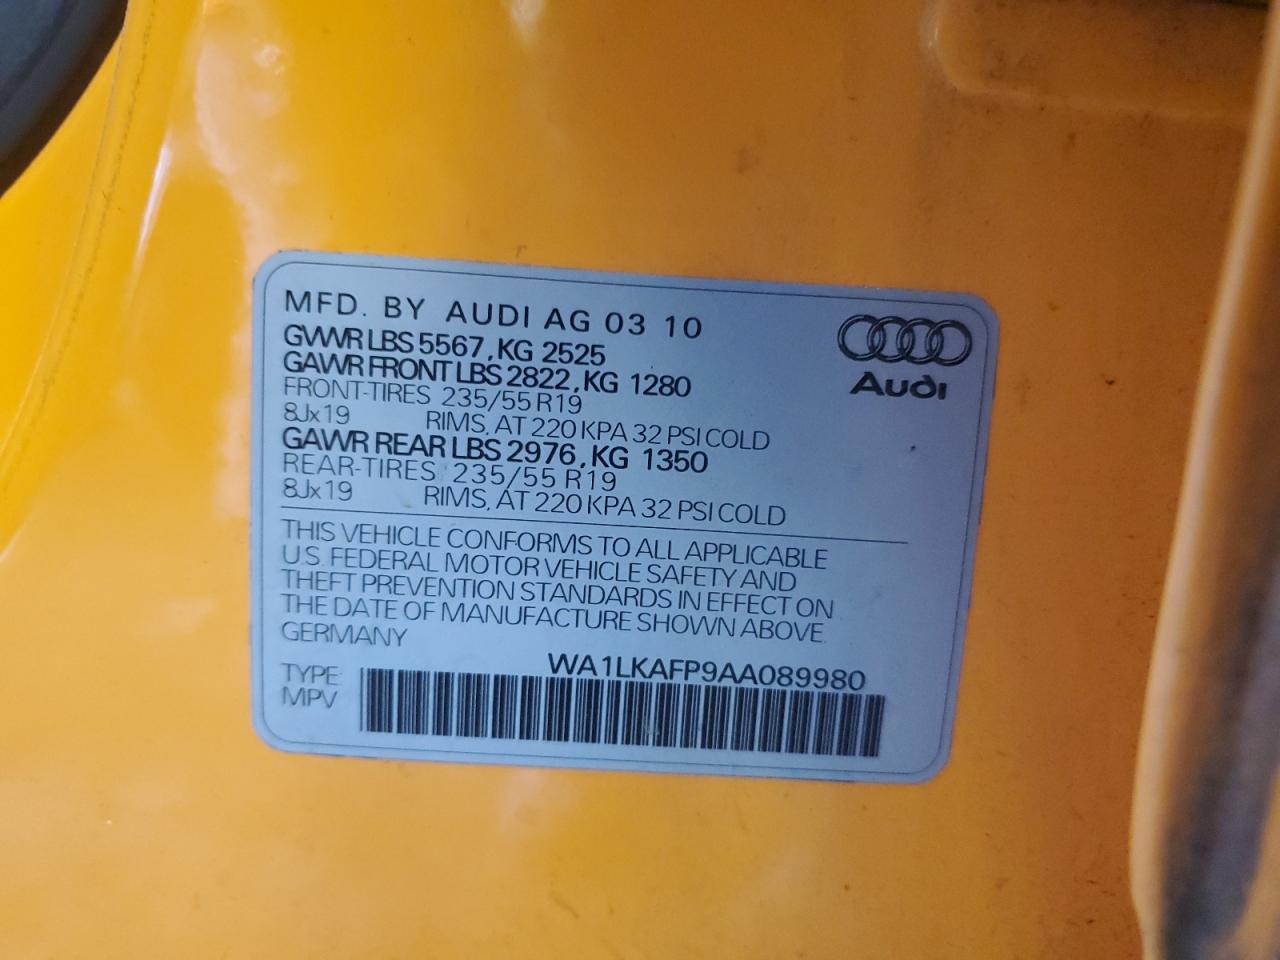 MFD. BY AUDI AG 03 10
GVWR LBS 5567, KG 2525
GAWR FRONT LBS 2822, KG 1280
FRONT-TIRES 235/55 R19
8Jx19 RIMS, AT 220 KPA 32 PSI COLD
GAWR REAR LBS 2976, KG 1350
REAR-TIRES 235/55 R19
8Jx19 RIMS, AT 220 KPA 32 PSI COLD
Audi
THIS VEHICLE CONFORMS TO ALL APPLICABLE
U.S. FEDERAL MOTOR VEHICLE SAFETY AND
THEFT PREVENTION STANDARDS IN EFFECT ON
THE DATE OF MANUFACTURE SHOWN ABOVE.
GERMANY
WA1LKAFP9AA089980
TYPE:
MPV